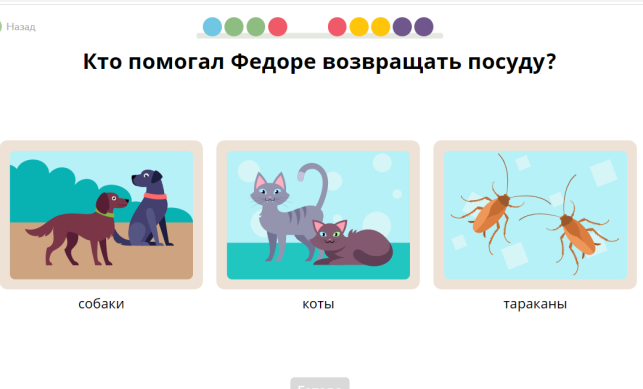 Назад
Кто помогал Федоре возвращать посуду?
собаки
коты
тараканы